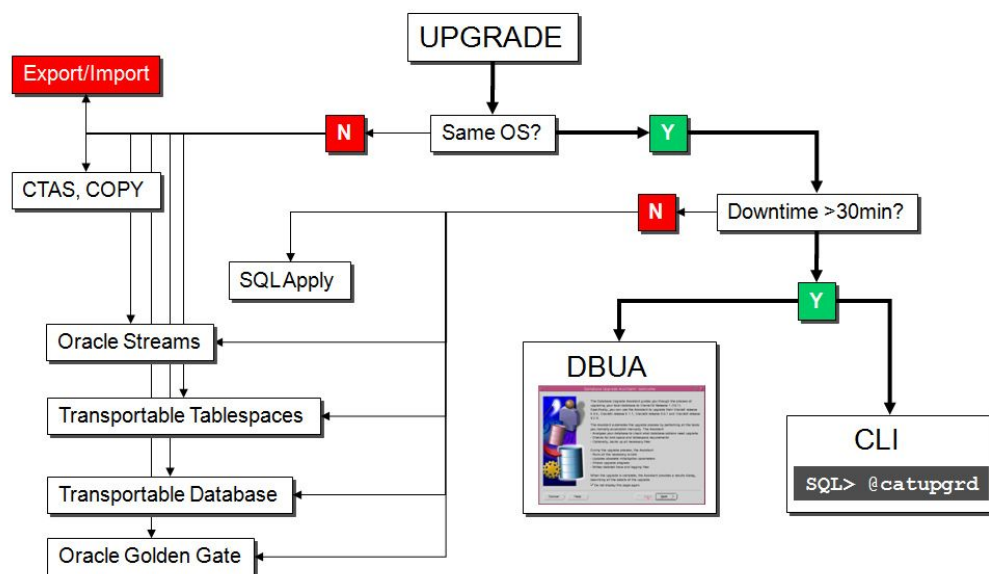 UPGRADE
Export/Import
N
Same OS?
Y
CTAS, COPY
N
Downtime >30min?
SQL Apply
Y
Oracle Streams
DBUA
Transportable Tablespaces
CLI
SQL> @catupgrd
Transportable Database
Oracle Golden Gate